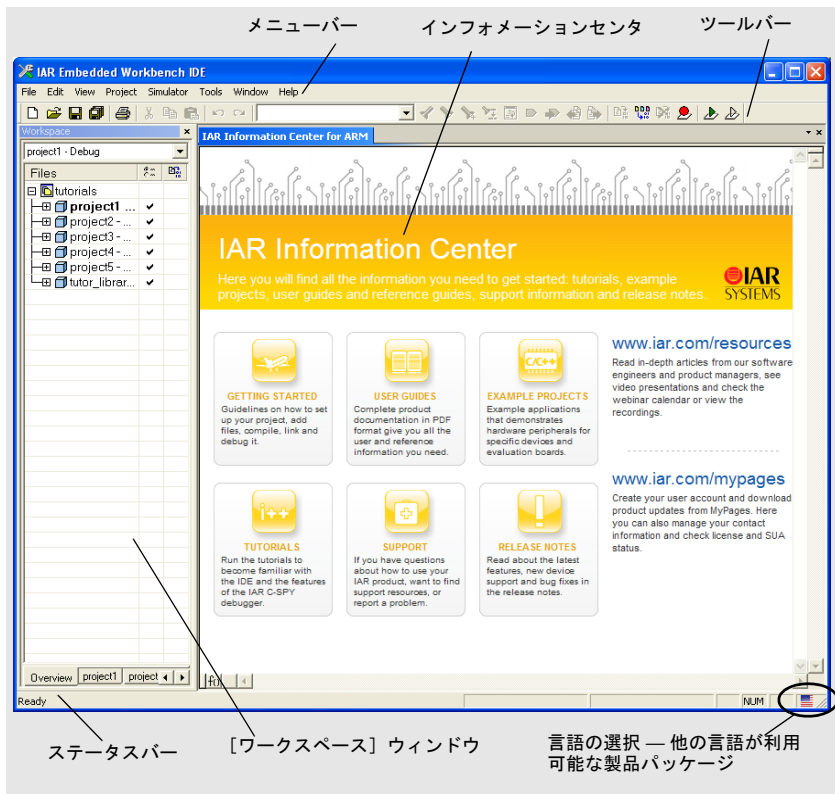 メニューバー
インフォメーションセンタ
ツールバー
IAR Embedded Workbench IDE
File Edit View Project Simulator Tools Window Help
Workspace
IAR Information Center for ARM
project1 - Debug
Files
tutorials
project1 ...
project2 - ...
project3 - ...
project4 - ...
project5 - ...
tutor_librar...
IAR Information Center
Here you will find all the information you need to get started: tutorials, example
projects, user guides and reference guides, support information and release notes.
IAR
SYSTEMS
GETTING STARTED
Guidelines on how to set
up your project, add
files, compile, link and
debug it.
USER GUIDES
Complete product
documentation in PDF
format give you all the
user and reference
information you need.
C/C++
EXAMPLE PROJECTS
Example applications
that demonstrates
hardware peripherals for
specific devices and
evaluation boards.
www.iar.com/resources
Read in-depth articles from our software
engineers and product managers, see
video presentations and check the
webinar calendar or view the
recordings.
i++
TUTORIALS
Run the tutorials to
become familiar with
the IDE and the features
of the IAR C-SPY
debugger.
SUPPORT
If you have questions
about how to use your
IAR product, want to find
support resources, or
report a problem.
RELEASE NOTES
Read about the latest
features, new device
support and bug fixes in
the release notes.
www.iar.com/mypages
Create your user account and download
product updates from MyPages. Here
you can also manage your contact
information and check license and SUA
status.
Overview project1 project
Ready
NUM
ステータスバー
［ワークスペース］ウィンドウ
言語の選択 — 他の言語が利用
可能な製品パッケージ